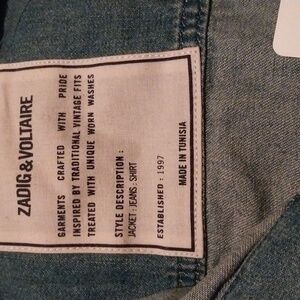 ZADIG&VOLTAIRE
GARMENTS CRAFTED WITH PRIDE
INSPIRED BY TRADITIONAL VINTAGE FITS
TREATED WITH UNIQUE WORN WASHES
STYLE DESCRIPTION :
JACKET : JEANS : SHIRT
ESTABLISHED : 1997
MADE IN TUNISIA